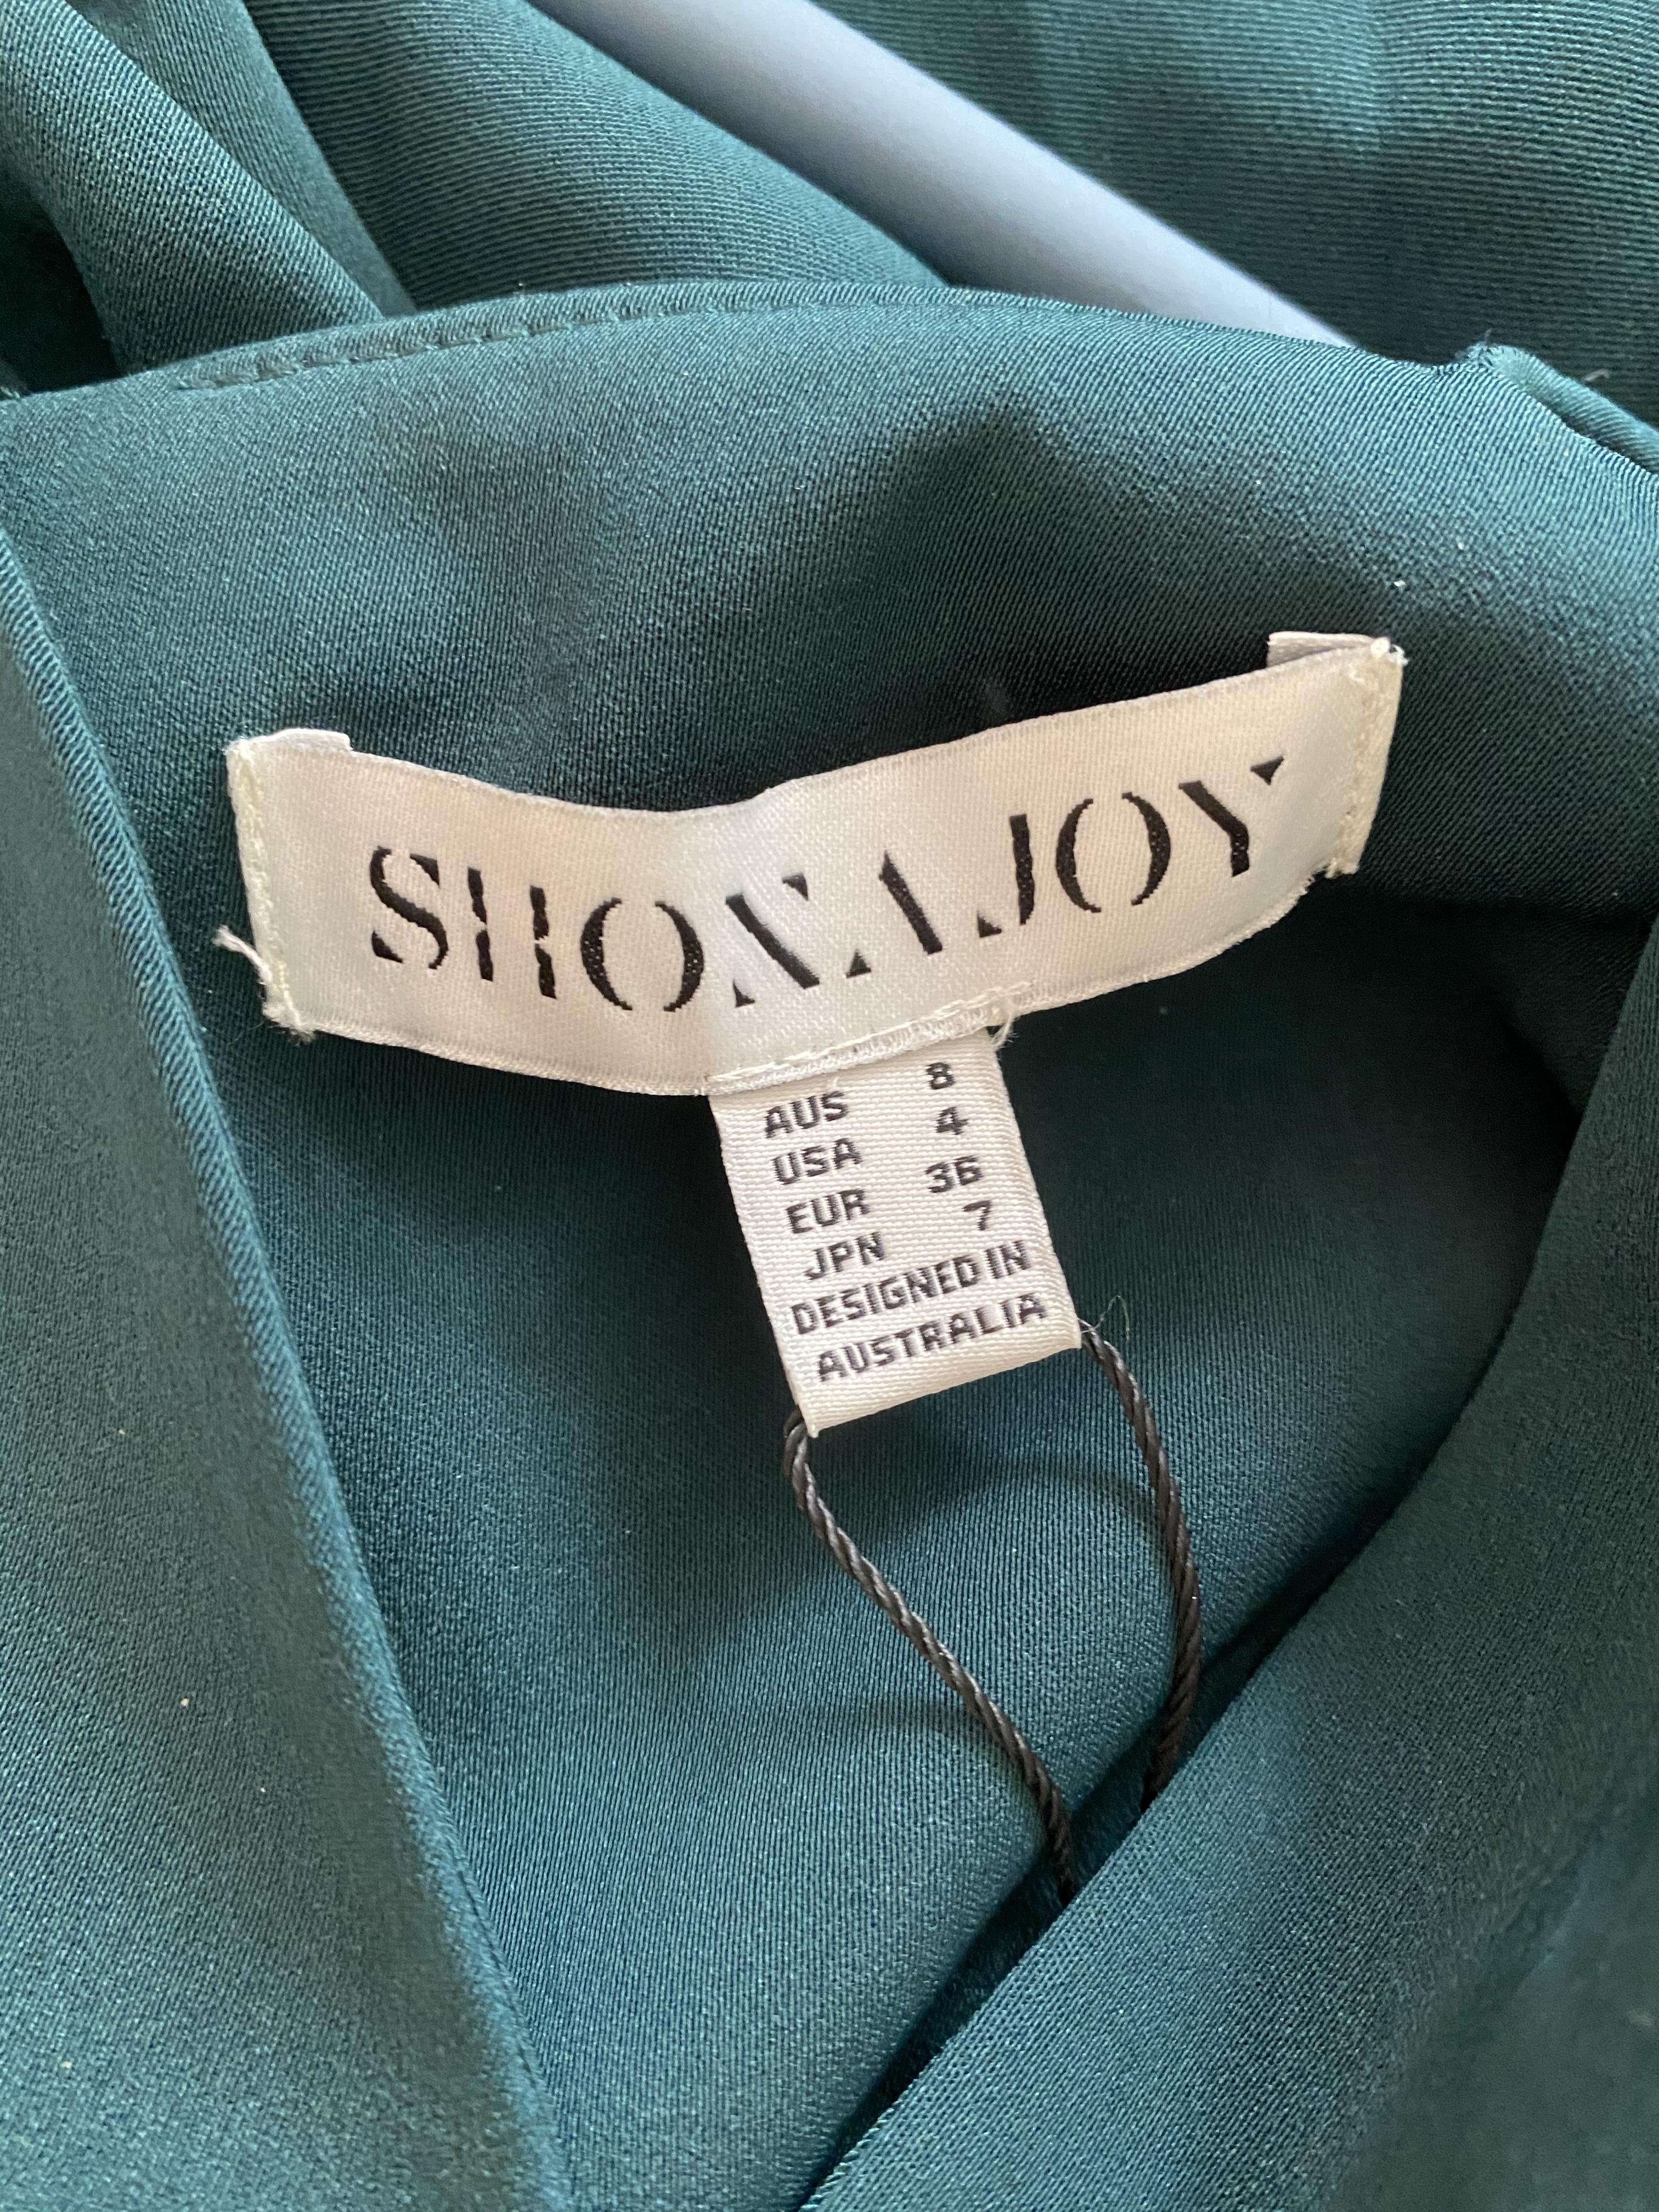 SHONA JOY
AUS 8
USA 4
EUR 36
JPN 7
DESIGNED IN
AUSTRALIA